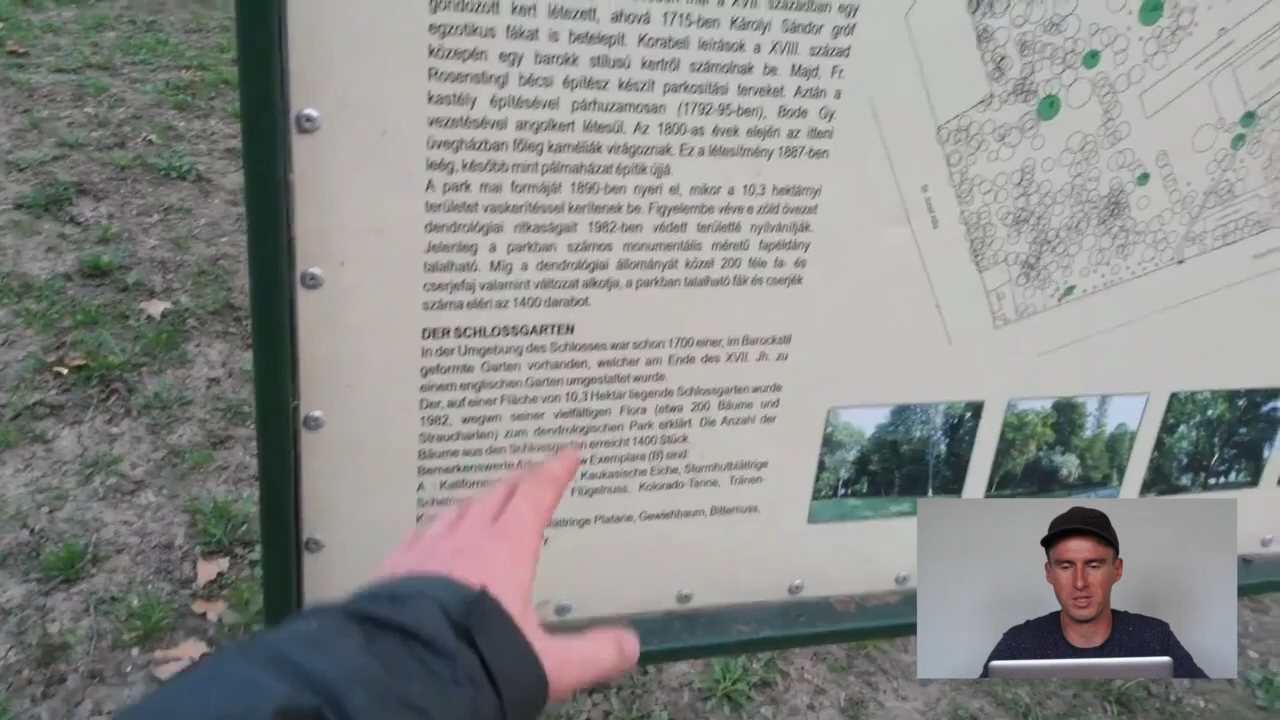 gondozott kert létezett, ahová 1715-ben Károlyi Sándor gróf
egzotikus fákat is betelepít. Korabeli leírások a XVIII. század
közepén egy barokk stílusú kertről számolnak be. Majd, Fr.
Rosenstingl bécsi építész készít parkosítási terveket. Aztán a
kastély építésével párhuzamosan (1792-95-ben), Bode Gy.
vezetésével angolkert létesül. Az 1800-as évek elején az itteni
üvegházban főleg kaméliák virágoznak. Ez a létesítmény 1887-ben
leég, később mint pálmaházat építik újjá.
A park mai formáját 1890-ben nyeri el, mikor a 10,3 hektárnyi
területet vaskerítéssel kerítenek be. Figyelembe véve e zöld övezet
dendrológiai ritkaságait 1982-ben védett területté nyilvánítják.
Jelenleg a parkban számos monumentális méretű fapéldány
található. Míg a dendrológiai állományát közel 200 féle fa- és
cserjefaj valamint változat alkotja, a parkban található fák és cserjék
száma eléri az 1400 darabot.
DER SCHLOSSGARTEN
In der Umgebung des Schlosses war schon 1700 einer, im Barockstil
geformte Garten vorhanden, welcher am Ende des XVII. Jh. zu
einem englischen Garten umgestaltet wurde.
Der, auf einer Fläche von 10,3 Hektar liegende Schlossgarten wurde
1982, wegwn seiner vielfältigen Flora (etwa 200 Bäume und
Straucharten) zum dendrologischen Park erklärt. Die Anzahl der
Bäume aus den Schlossgarten erreicht 1400 Stück.
Bemerkenswerte Exemplare (B) sind:
A Kaukasische Eiche, Sturmhutblättrige
Flügelnuss, Kolorado-Tanne, Tränen-
Platane, Geweihbaum, Bitternuss,